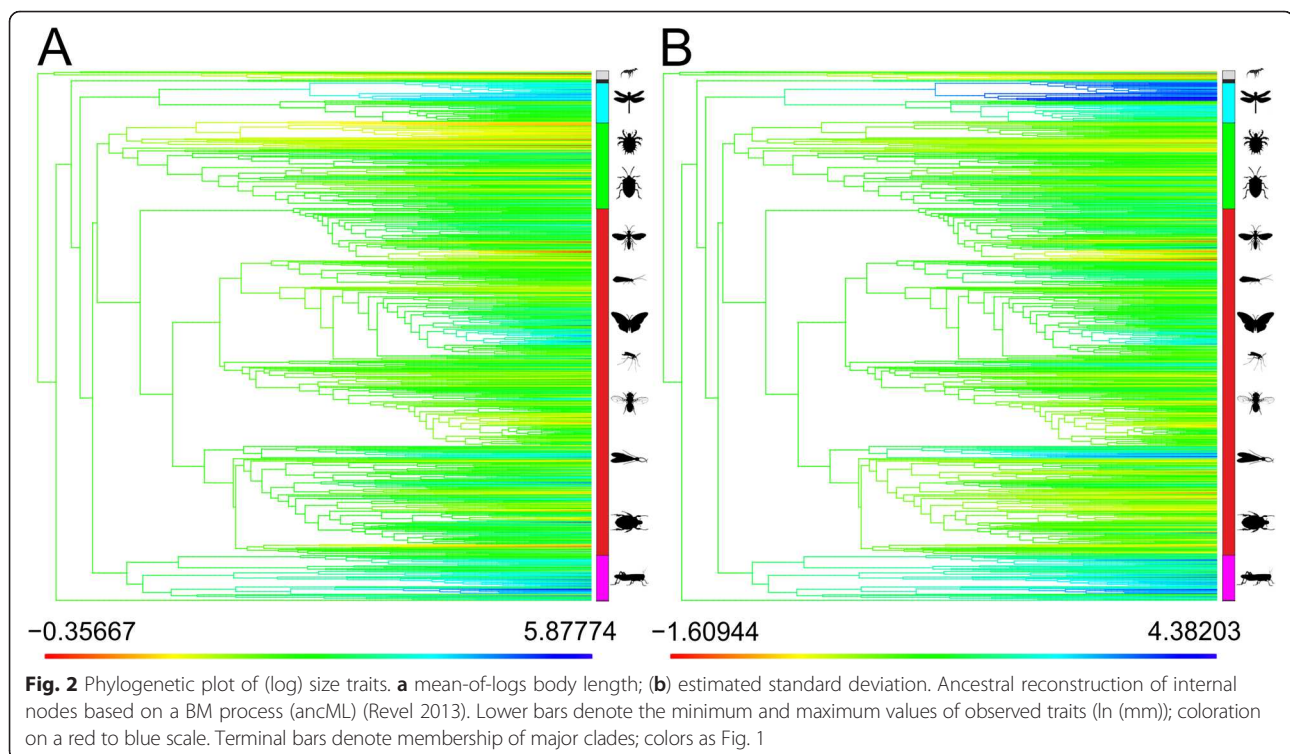 A
B
−0.35667
5.87774
−1.60944
4.38203
Fig. 2 Phylogenetic plot of (log) size traits. a mean-of-logs body length; (b) estimated standard deviation. Ancestral reconstruction of internal
nodes based on a BM process (ancML) (Revel 2013). Lower bars denote the minimum and maximum values of observed traits (ln (mm)); coloration
on a red to blue scale. Terminal bars denote membership of major clades; colors as Fig. 1